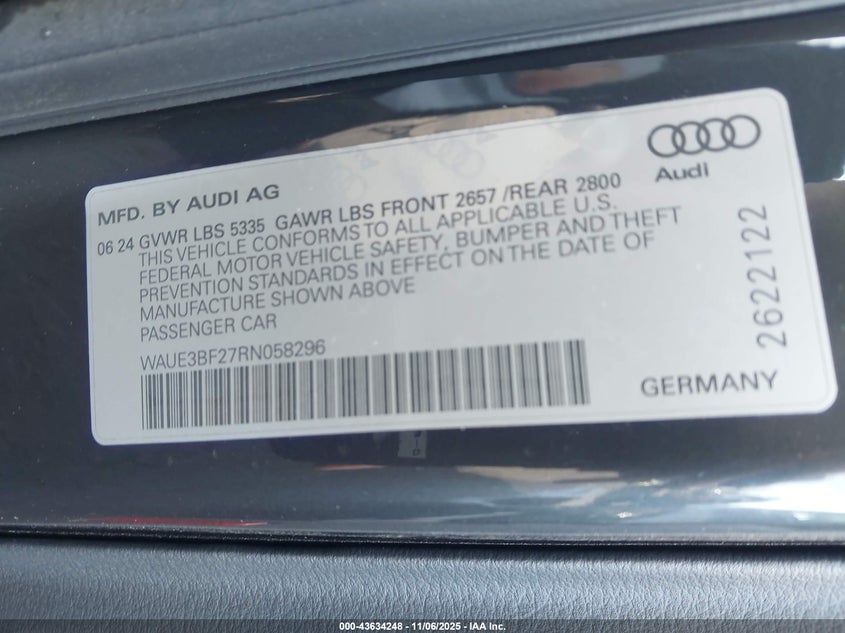 Audi
MFD. BY AUDI AG
06 24 GVWR LBS 5335 GAWR LBS FRONT 2657 /REAR 2800
THIS VEHICLE CONFORMS TO ALL APPLICABLE U.S.
FEDERAL MOTOR VEHICLE SAFETY, BUMPER AND THEFT
PREVENTION STANDARDS IN EFFECT ON THE DATE OF
MANUFACTURE SHOWN ABOVE
PASSENGER CAR
WAUE3BF27RN058296
GERMANY
2622122
000-43634248 - 11/06/2025 - IAA Inc.